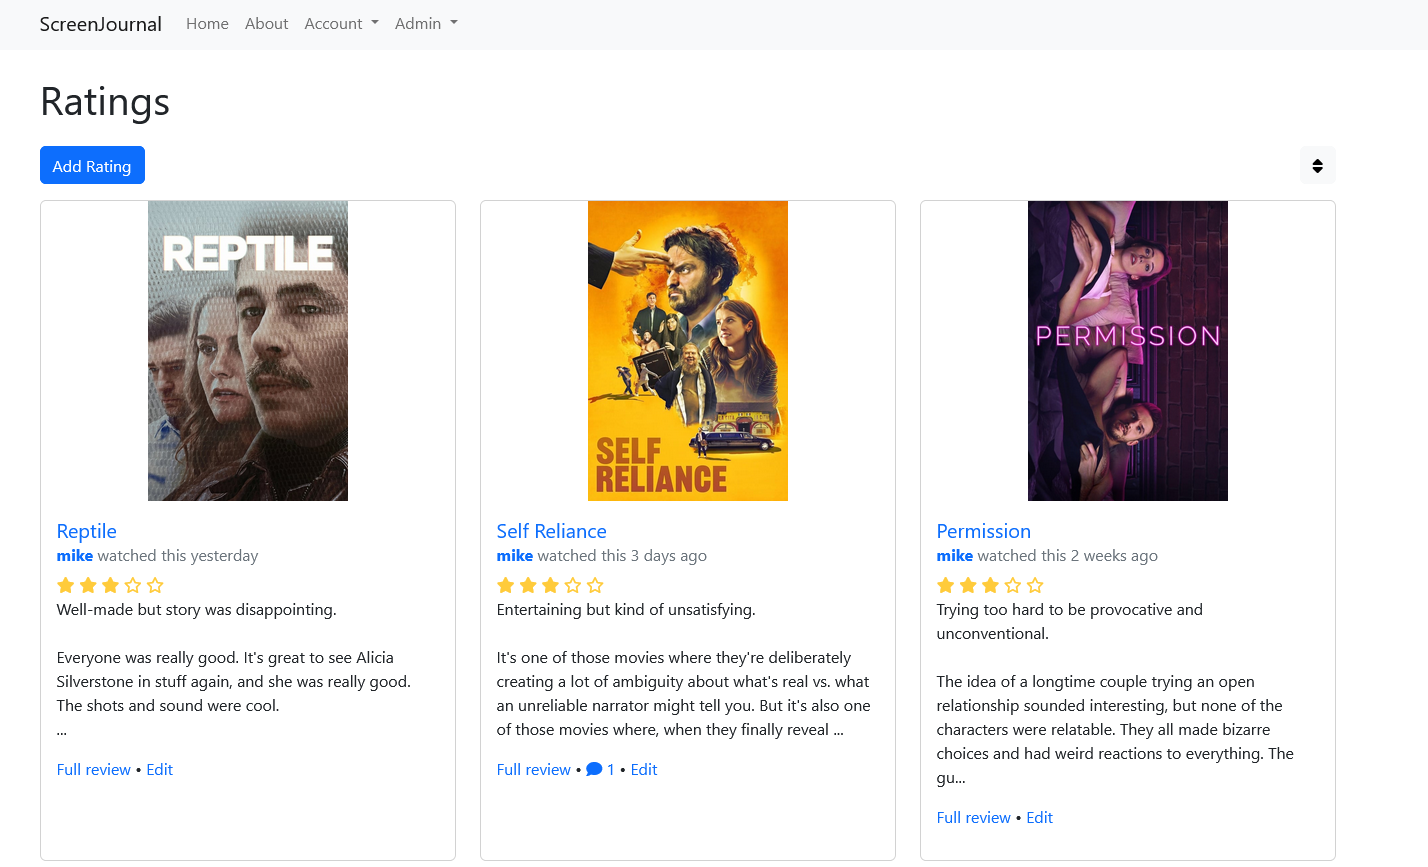 ScreenJournal Home About Account Admin
Ratings
Add Rating
REPTILE
SELF
RELIANCE
PERMISSION
Reptile
mike watched this yesterday
Well-made but story was disappointing.
Everyone was really good. It's great to see Alicia
Silverstone in stuff again, and she was really good.
The shots and sound were cool.
...
Full review • Edit
Self Reliance
mike watched this 3 days ago
Entertaining but kind of unsatisfying.
It's one of those movies where they're deliberately
creating a lot of ambiguity about what's real vs. what
an unreliable narrator might tell you. But it's also one
of those movies where, when they finally reveal ...
Full review • 1 • Edit
Permission
mike watched this 2 weeks ago
Trying too hard to be provocative and
unconventional.
The idea of a longtime couple trying an open
relationship sounded interesting, but none of the
characters were relatable. They all made bizarre
choices and had weird reactions to everything. The
gu...
Full review • Edit